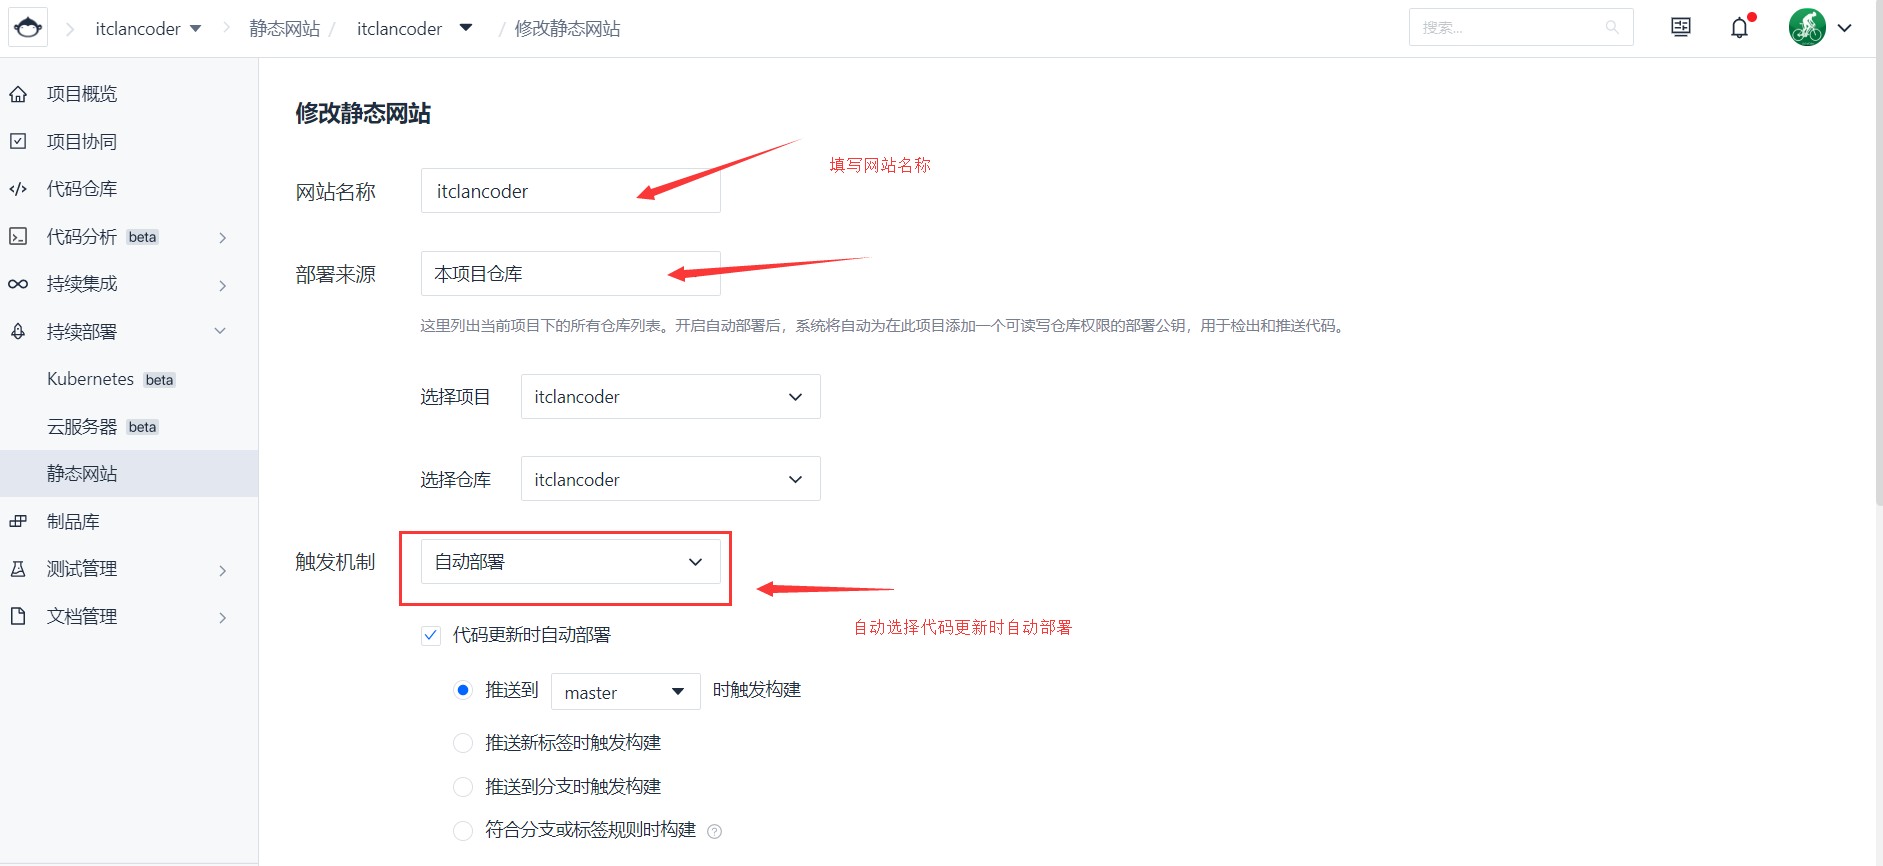 itclancoder 静态网站 / itclancoder / 修改静态网站
搜索...
项目概览
项目协同
代码仓库
代码分析 beta
持续集成
持续部署
Kubernetes beta
云服务器 beta
静态网站
制品库
测试管理
文档管理
修改静态网站
填写网站名称
网站名称 itclancoder
部署来源 本项目仓库
这里列出当前项目下的所有仓库列表。开启自动部署后，系统将自动为在此项目添加一个可读写仓库权限的部署公钥，用于检出和推送代码。
选择项目 itclancoder
选择仓库 itclancoder
触发机制 自动部署
自动选择代码更新时自动部署
代码更新时自动部署
推送到 master 时触发构建
推送新标签时触发构建
推送到分支时触发构建
符合分支或标签规则时构建 ?